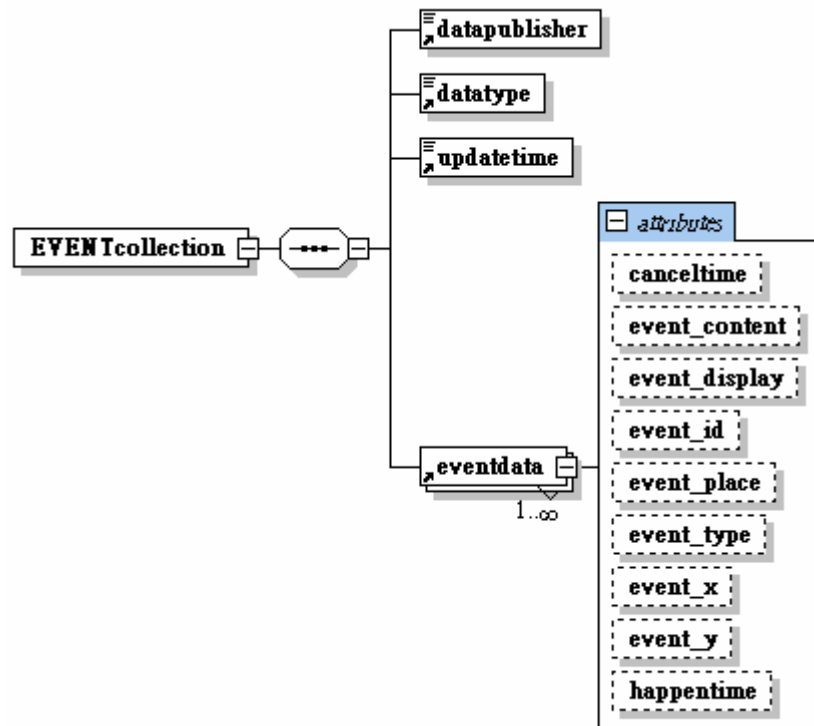 datapublisher
datatype
updatetime
EVENTcollection
attributes
canceltime
event_content
event_display
event_id
eventdata
event_place
1..∞
event_type
event_x
event_y
happentime